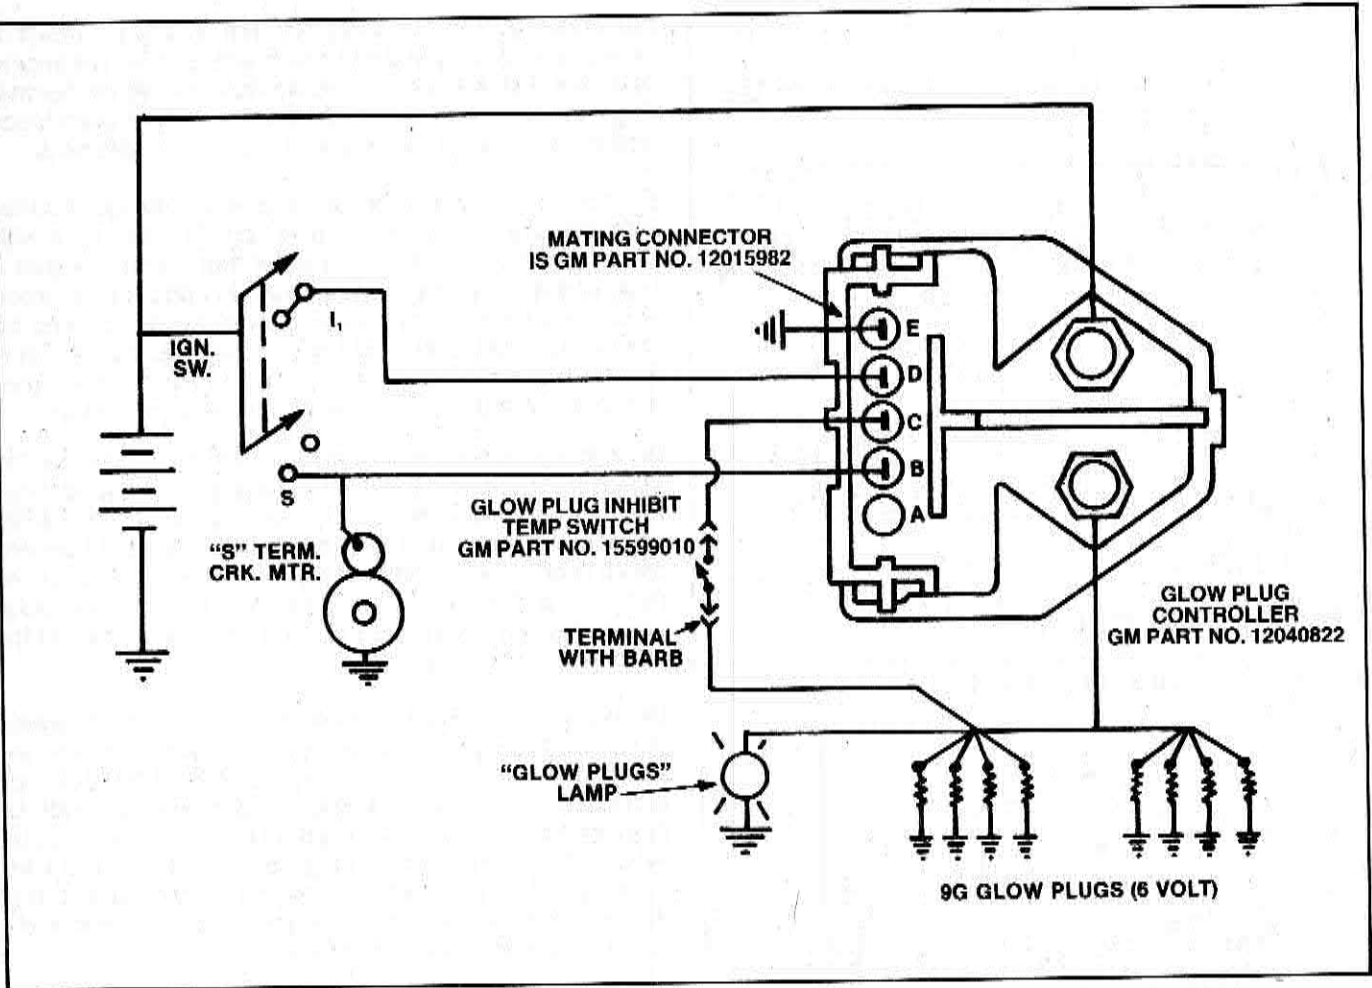 MATING CONNECTOR
IS GM PART NO. 12015982
I₁
IGN.
SW.
E
D
C
B
A
S
GLOW PLUG INHIBIT
TEMP SWITCH
GM PART NO. 15599010
"S" TERM.
CRK. MTR.
GLOW PLUG
CONTROLLER
GM PART NO. 12040822
TERMINAL
WITH BARB
"GLOW PLUGS"
LAMP
9G GLOW PLUGS (6 VOLT)